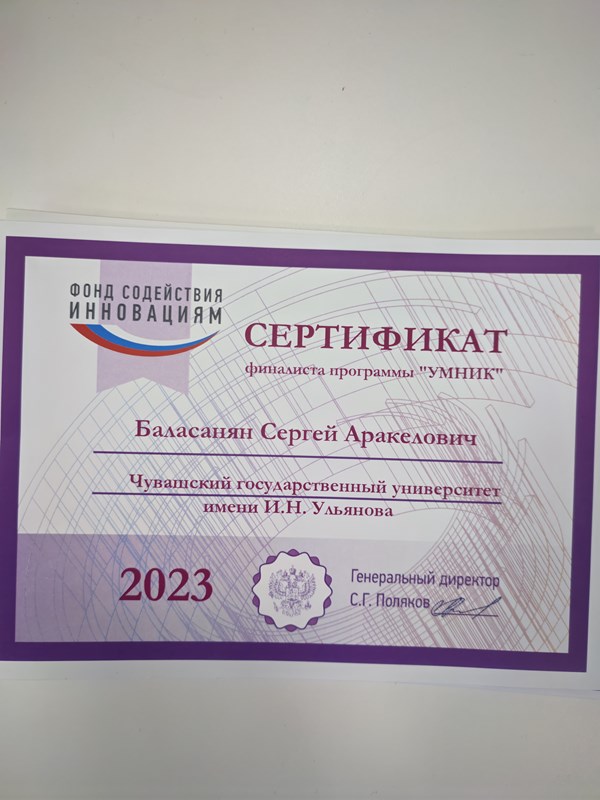 ФОНД СОДЕЙСТВИЯ
ИННОВАЦИЯМ
СЕРТИФИКАТ
финалиста программы "УМНИК"
Баласанян Сергей Аракелович
Чувашский государственный университет
имени И.Н. Ульянова
2023
Генеральный директор
С.Г. Поляков